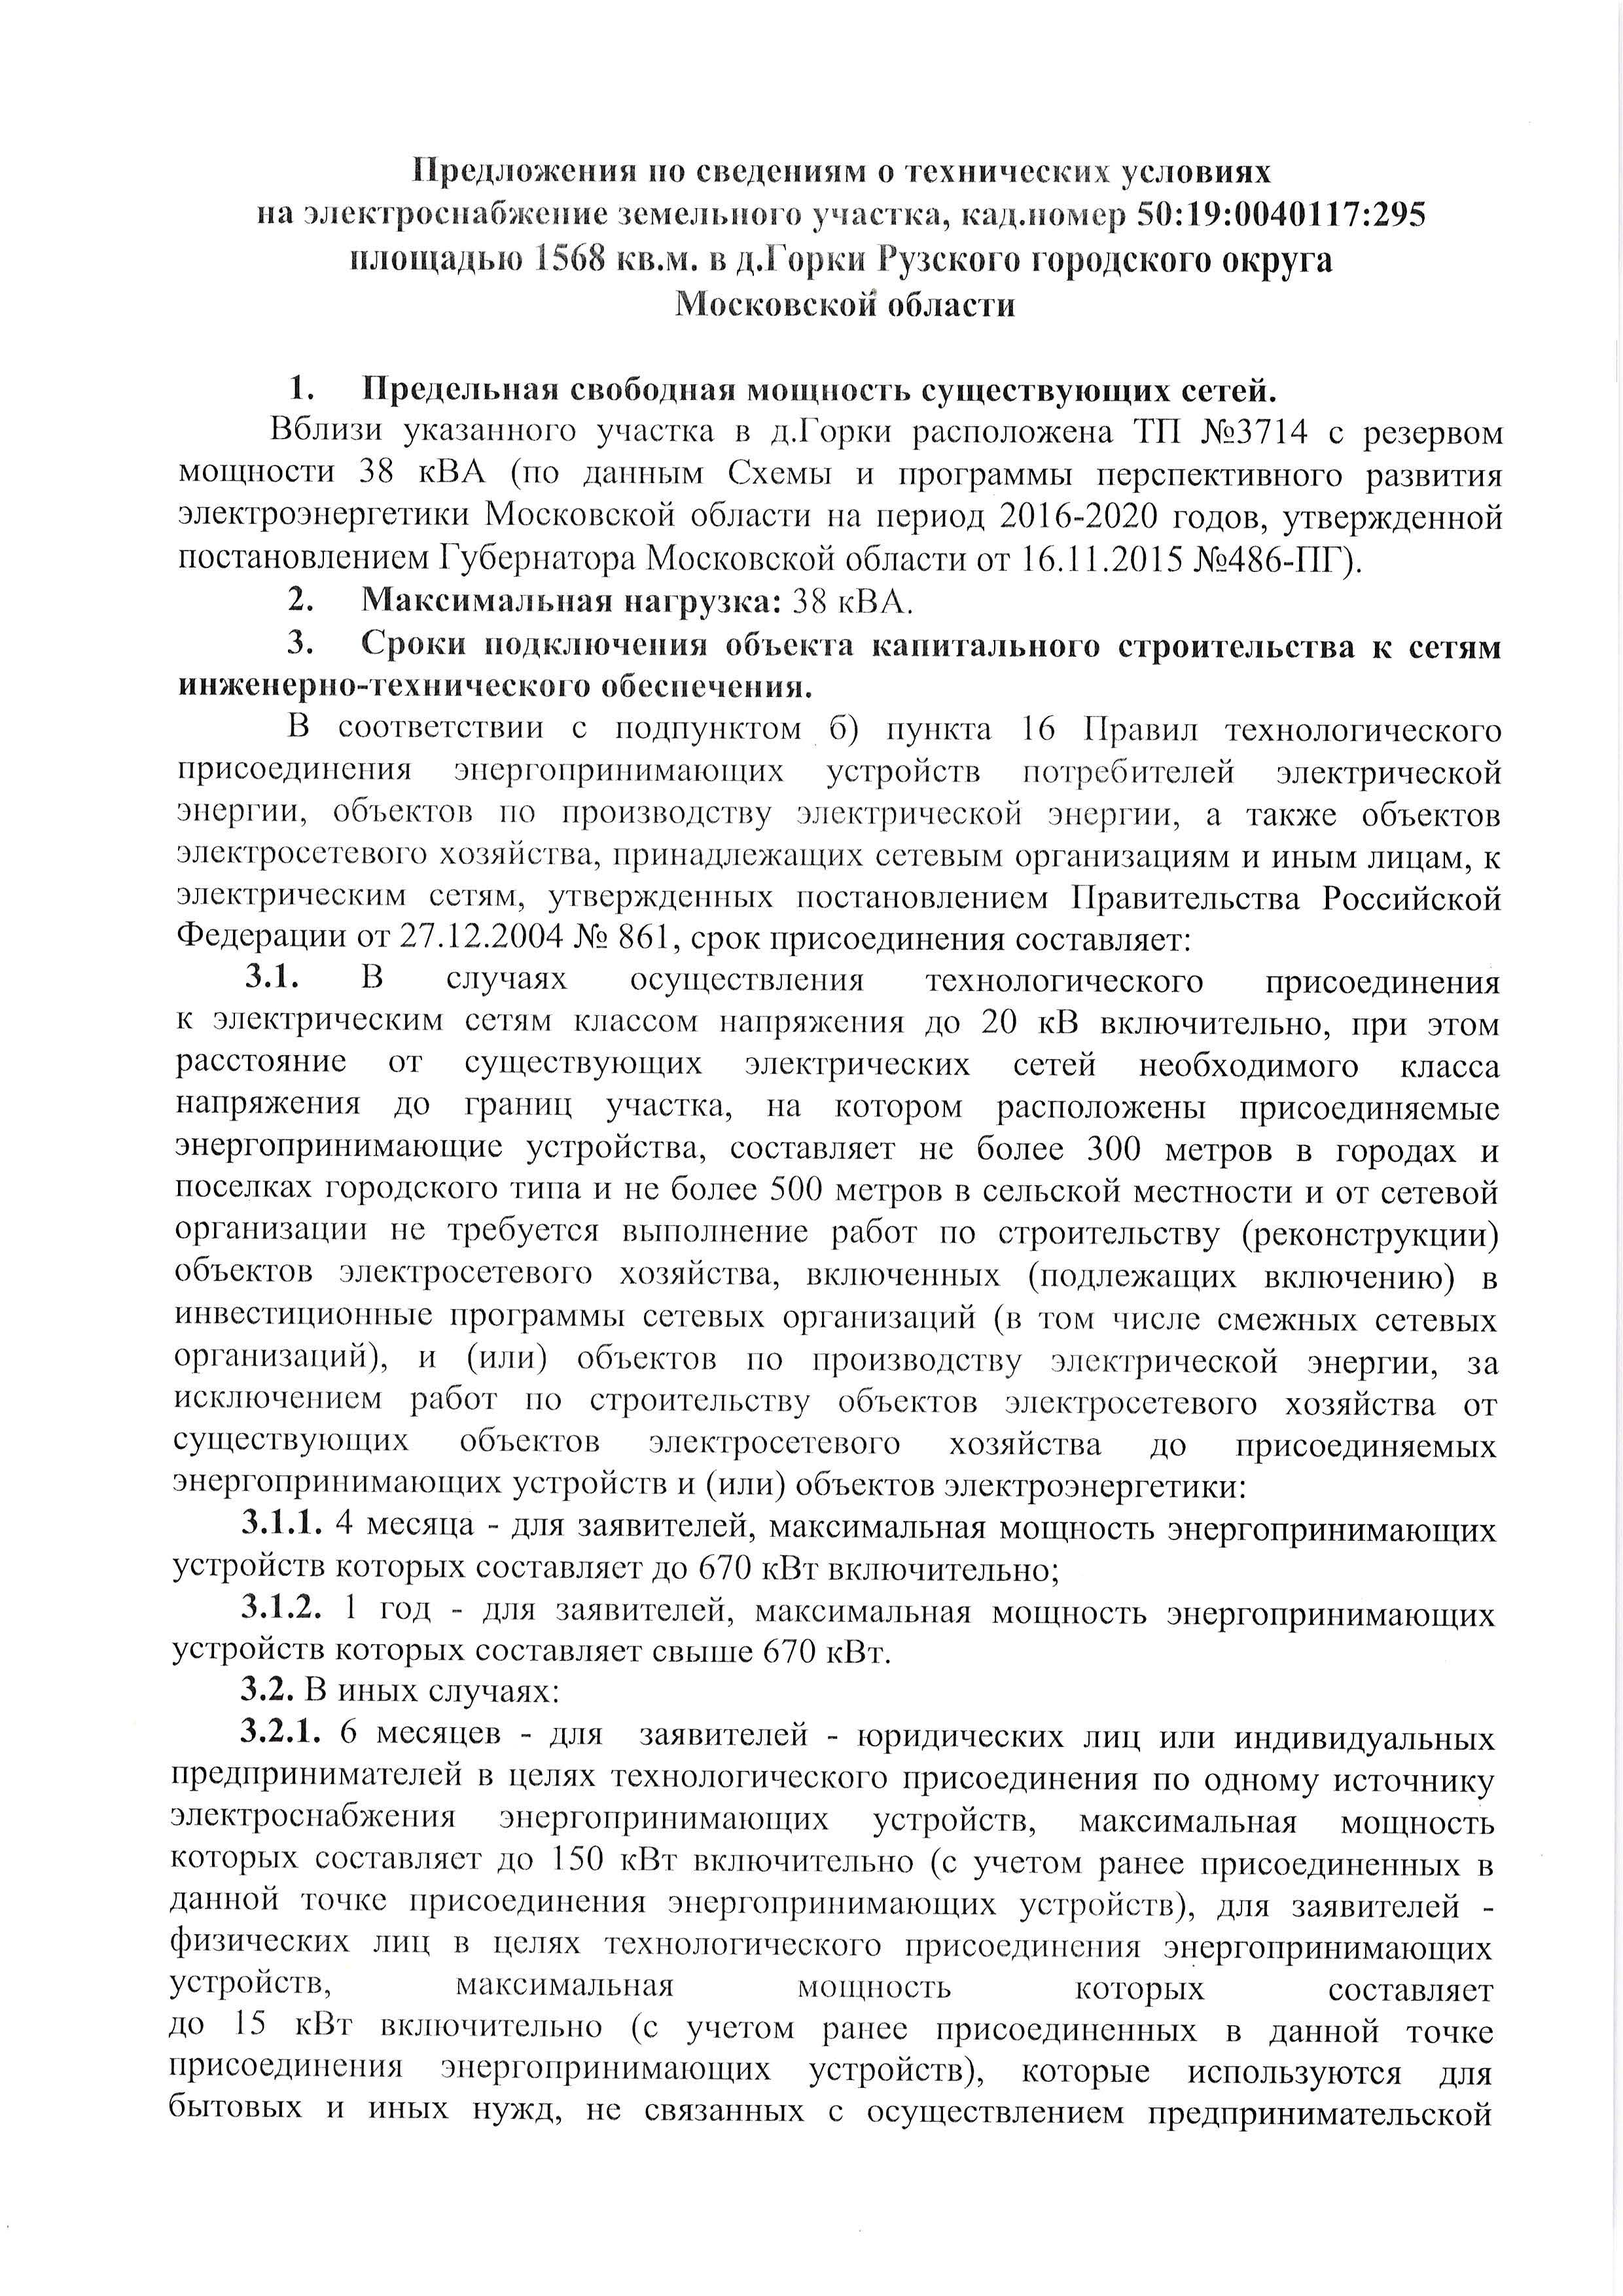 Предложения по сведениям о технических условиях
на электроснабжение земельного участка, кад.номер 50:19:0040117:295
площадью 1568 кв.м. в д.Горки Рузского городского округа
Московской области
1. Предельная свободная мощность существующих сетей.
Вблизи указанного участка в д.Горки расположена ТП №3714 с резервом
мощности 38 кВА (по данным Схемы и программы перспективного развития
электроэнергетики Московской области на период 2016-2020 годов, утвержденной
постановлением Губернатора Московской области от 16.11.2015 №486-ПГ).
2. Максимальная нагрузка: 38 кВА.
3. Сроки подключения объекта капитального строительства к сетям
инженерно-технического обеспечения.
В соответствии с подпунктом б) пункта 16 Правил технологического
присоединения энергопринимающих устройств потребителей электрической
энергии, объектов по производству электрической энергии, а также объектов
электросетевого хозяйства, принадлежащих сетевым организациям и иным лицам, к
электрическим сетям, утвержденных постановлением Правительства Российской
Федерации от 27.12.2004 № 861, срок присоединения составляет:
3.1. В случаях осуществления технологического присоединения
к электрическим сетям классом напряжения до 20 кВ включительно, при этом
расстояние от существующих электрических сетей необходимого класса
напряжения до границ участка, на котором расположены присоединяемые
энергопринимающие устройства, составляет не более 300 метров в городах и
поселках городского типа и не более 500 метров в сельской местности и от сетевой
организации не требуется выполнение работ по строительству (реконструкции)
объектов электросетевого хозяйства, включенных (подлежащих включению) в
инвестиционные программы сетевых организаций (в том числе смежных сетевых
организаций), и (или) объектов по производству электрической энергии, за
исключением работ по строительству объектов электросетевого хозяйства от
существующих объектов электросетевого хозяйства до присоединяемых
энергопринимающих устройств и (или) объектов электроэнергетики:
3.1.1. 4 месяца - для заявителей, максимальная мощность энергопринимающих
устройств которых составляет до 670 кВт включительно;
3.1.2. 1 год - для заявителей, максимальная мощность энергопринимающих
устройств которых составляет свыше 670 кВт.
3.2. В иных случаях:
3.2.1. 6 месяцев - для заявителей - юридических лиц или индивидуальных
предпринимателей в целях технологического присоединения по одному источнику
электроснабжения энергопринимающих устройств, максимальная мощность
которых составляет до 150 кВт включительно (с учетом ранее присоединенных в
данной точке присоединения энергопринимающих устройств), для заявителей -
физических лиц в целях технологического присоединения энергопринимающих
устройств, максимальная мощность которых составляет
до 15 кВт включительно (с учетом ранее присоединенных в данной точке
присоединения энергопринимающих устройств), которые используются для
бытовых и иных нужд, не связанных с осуществлением предпринимательской